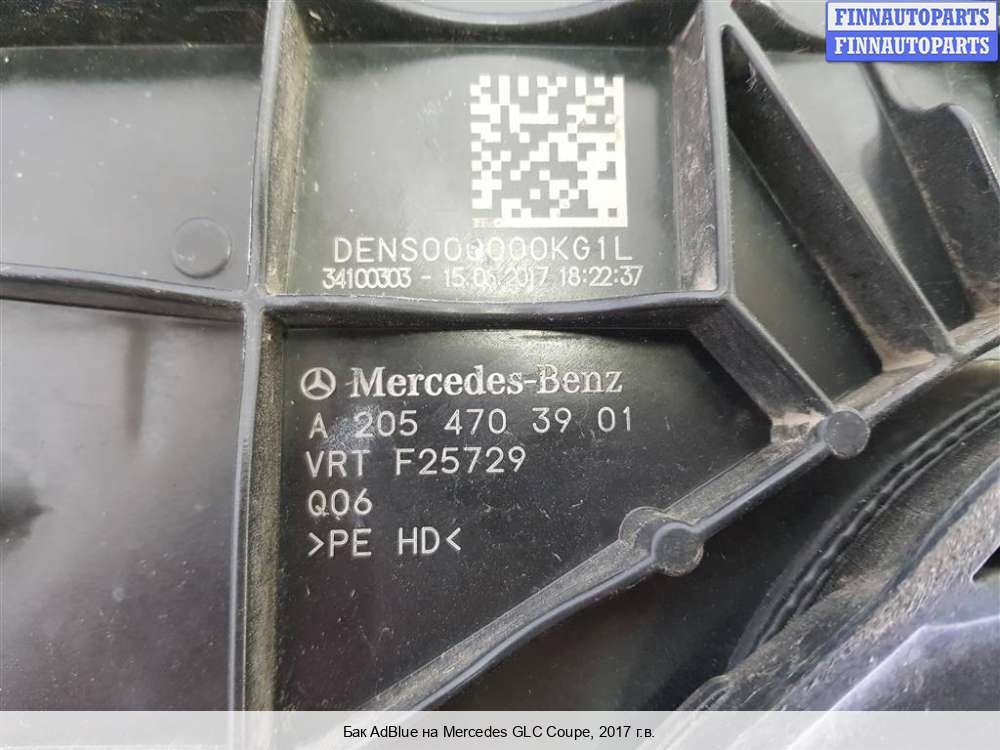 FINNAUTOPARTS
FINNAUTOPARTS
DENS000000KG1L
34100303 - 15.06.2017 18:22:37
Mercedes-Benz
A 205 470 39 01
VRT F25729
Q06
>PE HD<
Бак AdBlue на Mercedes GLC Coupe, 2017 г.в.